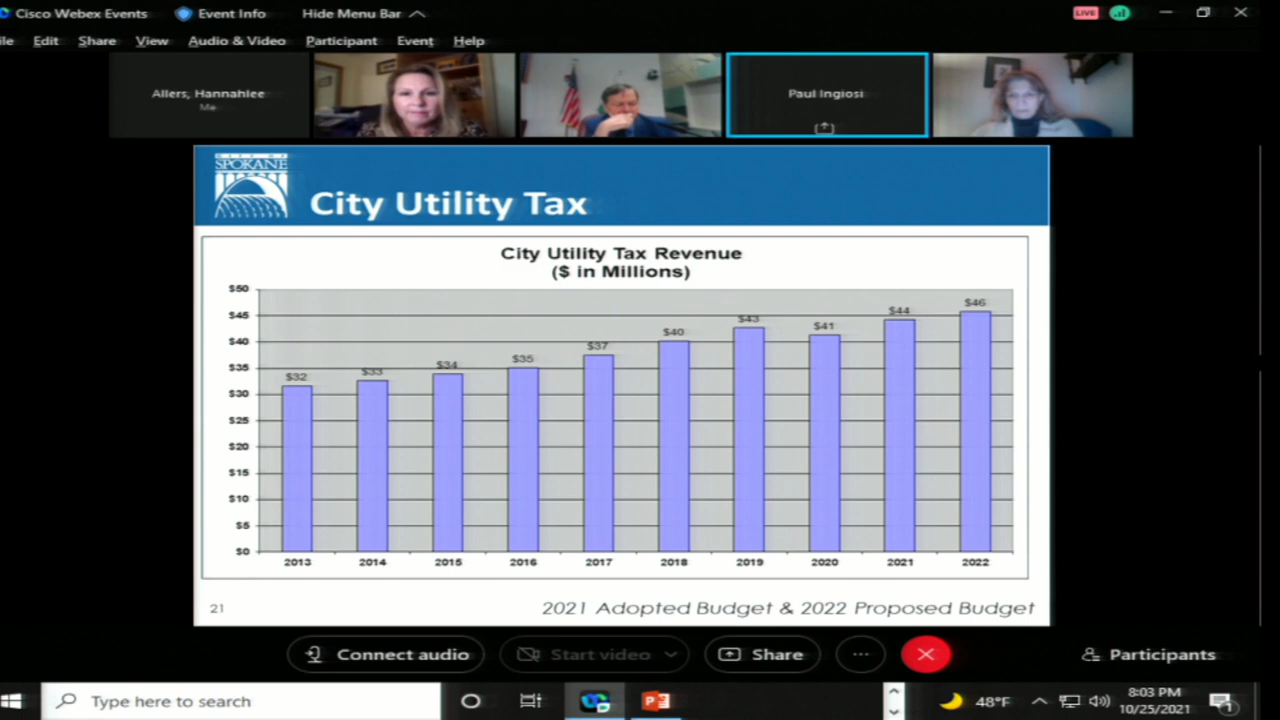 Cisco Webex Events
Event Info
Hide Menu Bar
LIVE
ile Edit Share View Audio & Video Participant Event Help
Allers, Hannahlee
Me
Paul Ingiosi
CITY OF
SPOKANE
City Utility Tax
City Utility Tax Revenue
($ in Millions)
$50
$45
$40
$35
$30
$25
$20
$15
$10
$5
$0
$32
$33
$34
$35
$37
$40
$43
$41
$44
$46
2013 2014 2015 2016 2017 2018 2019 2020 2021 2022
21
2021 Adopted Budget & 2022 Proposed Budget
Connect audio
Start video
Share
Participants
Type here to search
48°F
8:03 PM
10/25/2021
1